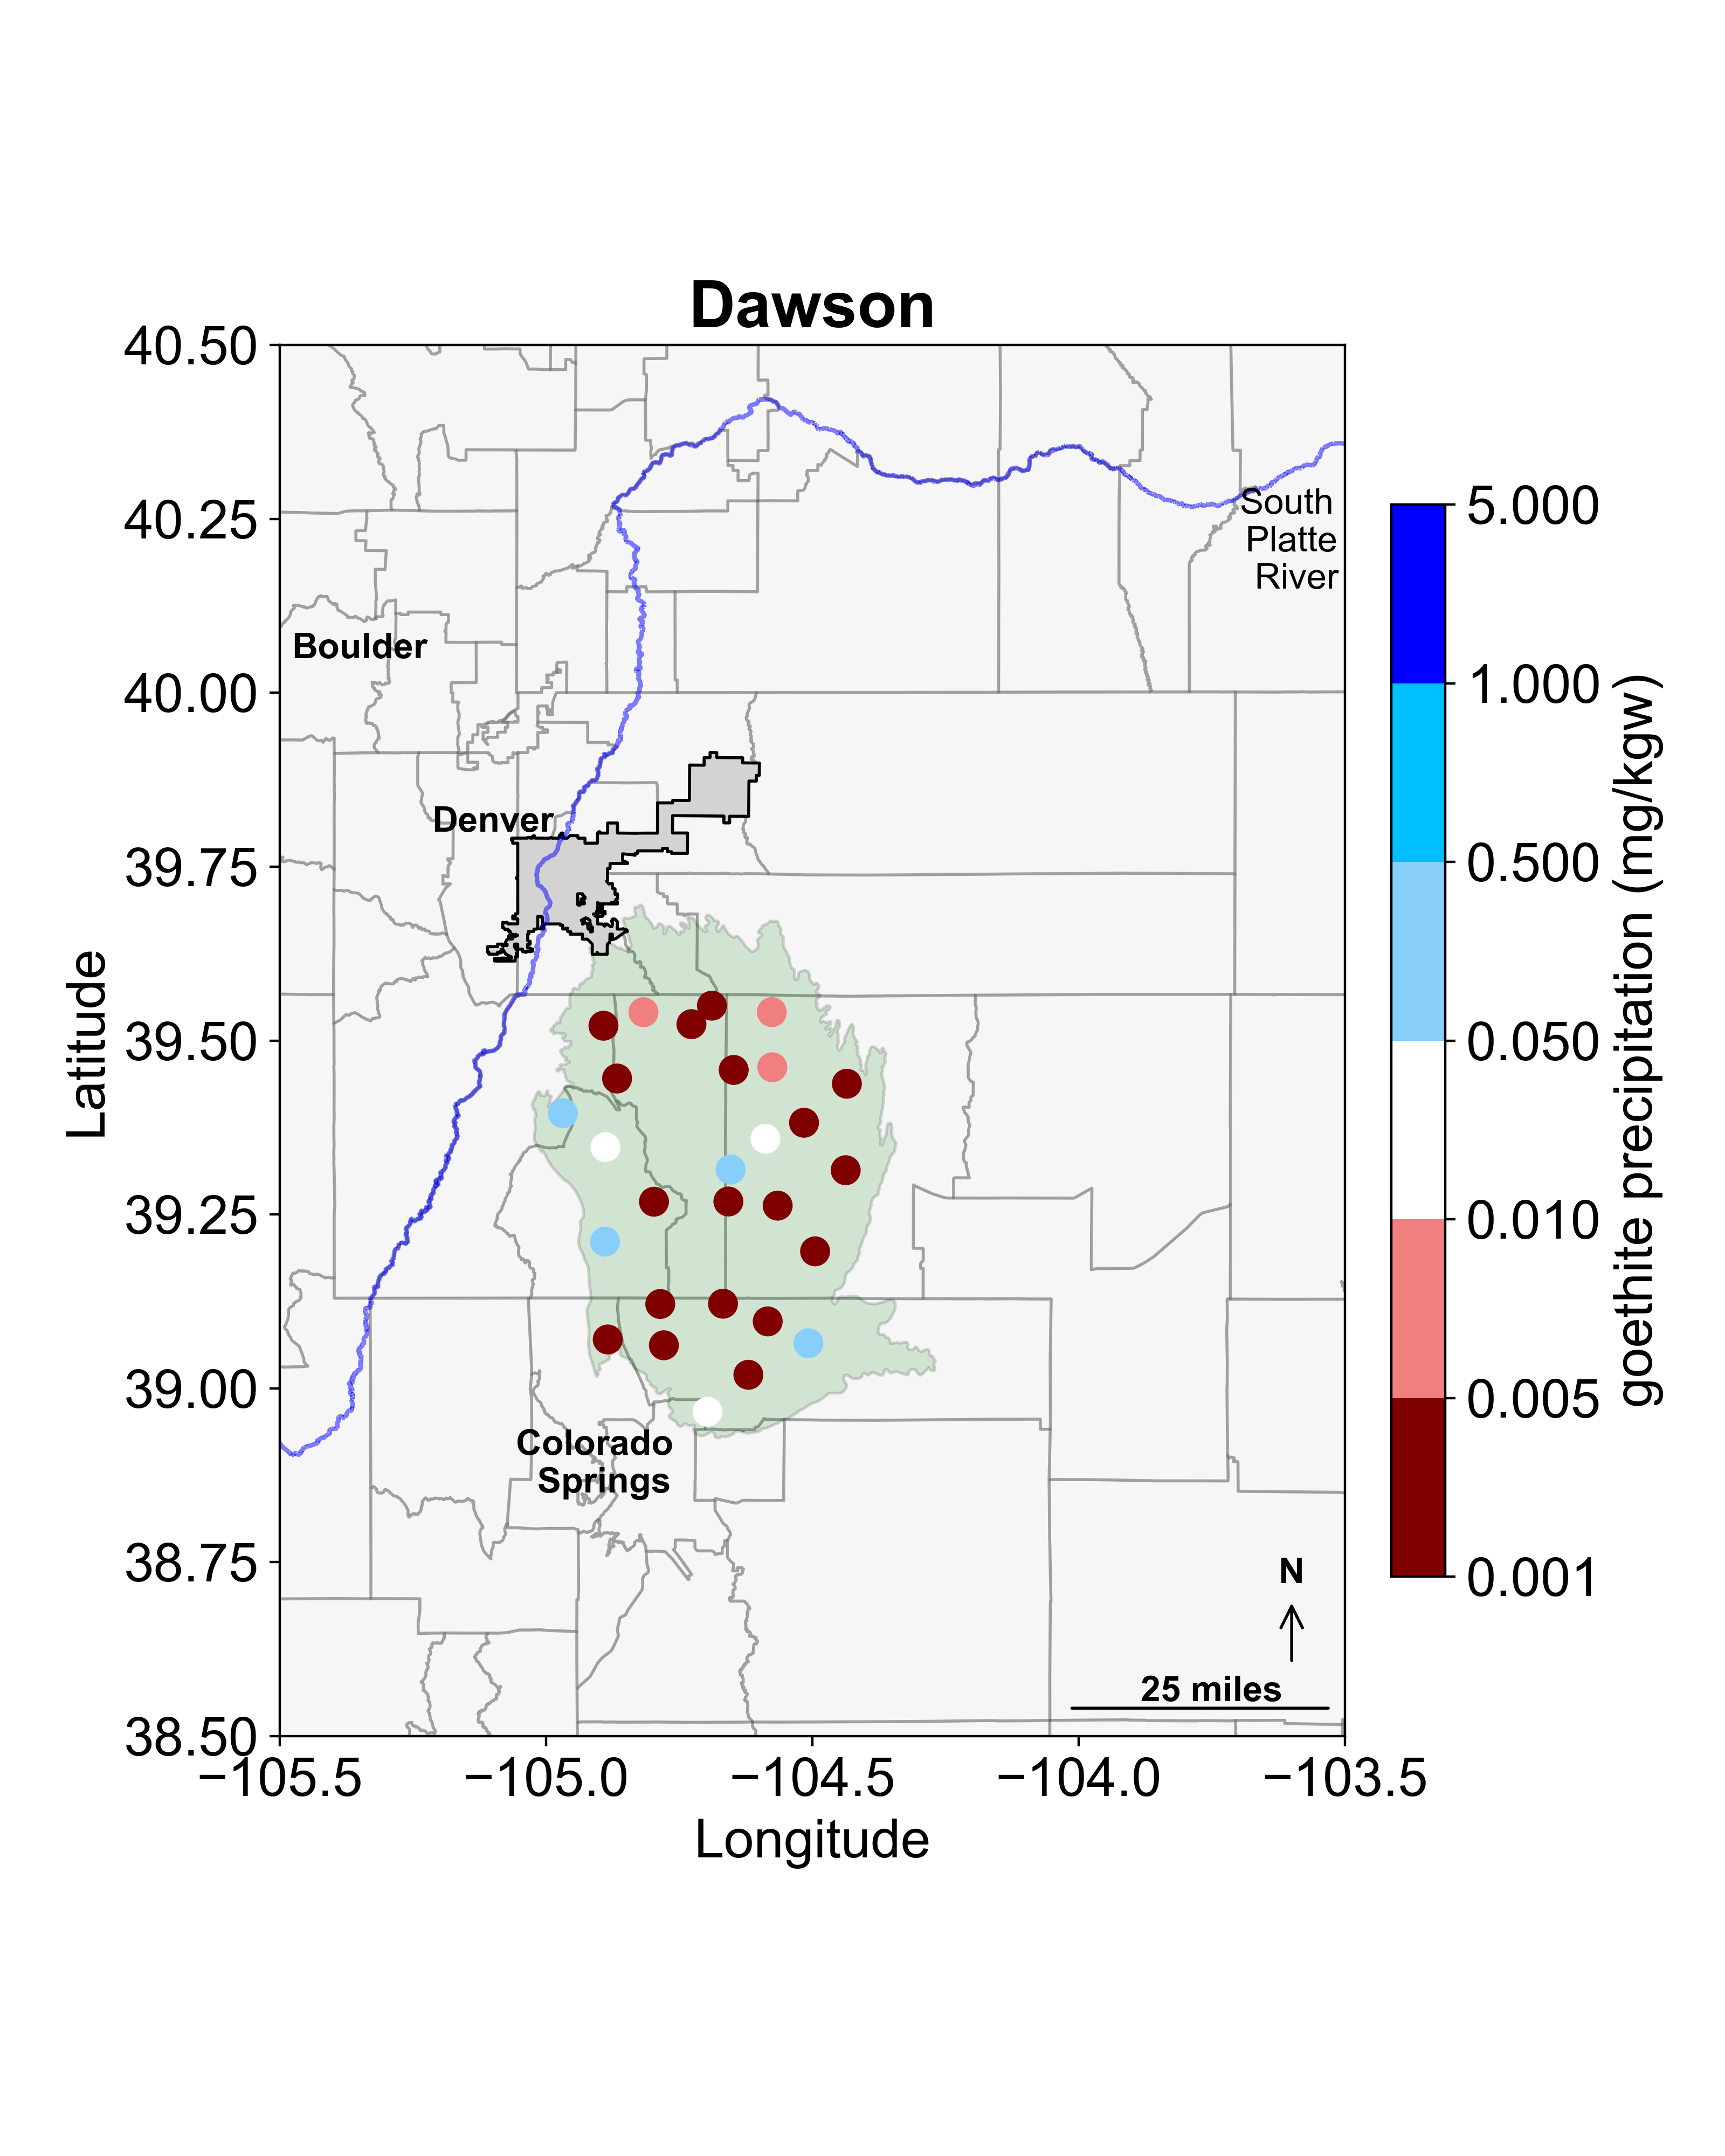 Dawson
40.50
40.25
40.00
39.75
39.50
39.25
39.00
38.75
38.50
Latitude
−105.5
−105.0
−104.5
−104.0
−103.5
Longitude
South
Platte
River
Boulder
Denver
Colorado
Springs
N
25 miles
5.000
1.000
0.500
0.050
0.010
0.005
0.001
goethite precipitation (mg/kgw)